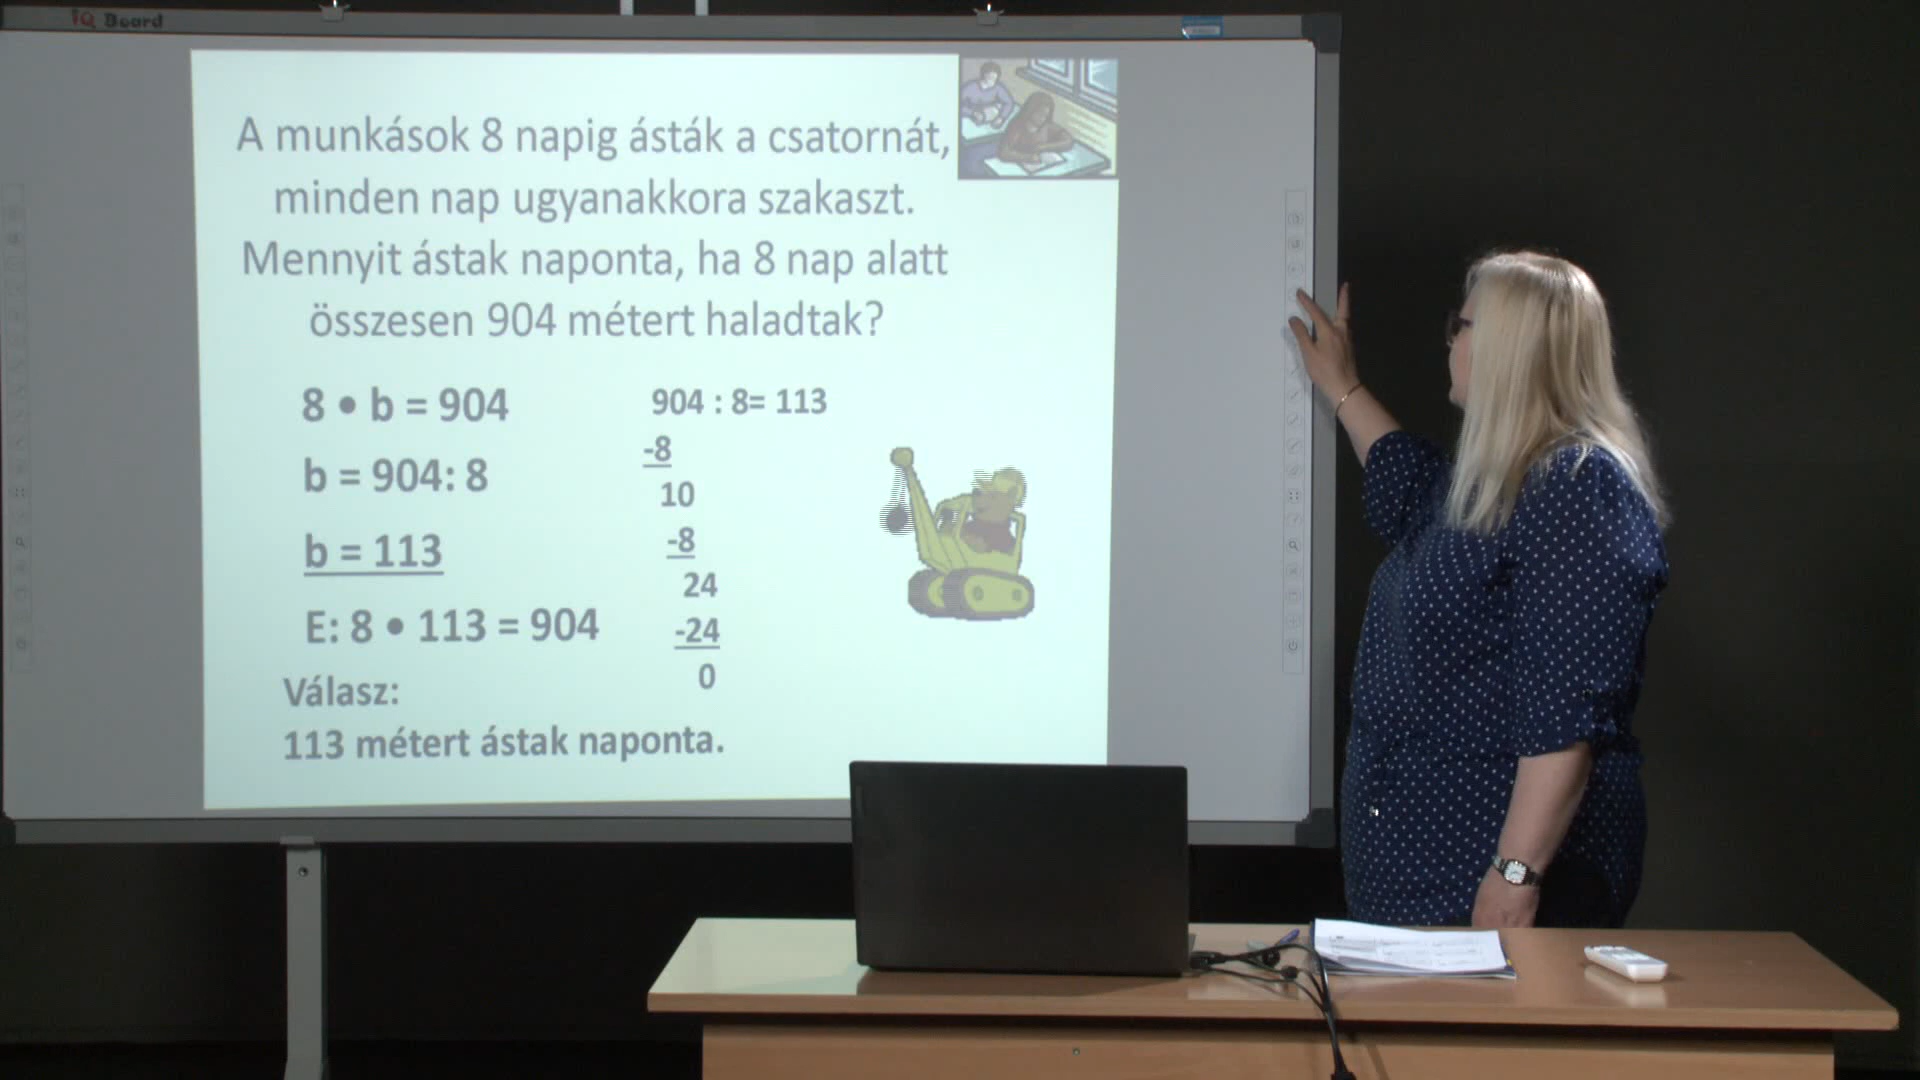 iQ Board
A munkások 8 napig ásták a csatornát,
minden nap ugyanakkora szakaszt.
Mennyit ástak naponta, ha 8 nap alatt
összesen 904 métert haladtak?
8 • b = 904
b = 904: 8
b = 113
E: 8 • 113 = 904
Válasz:
113 métert ástak naponta.
904 : 8= 113
-8
10
-8
24
-24
0